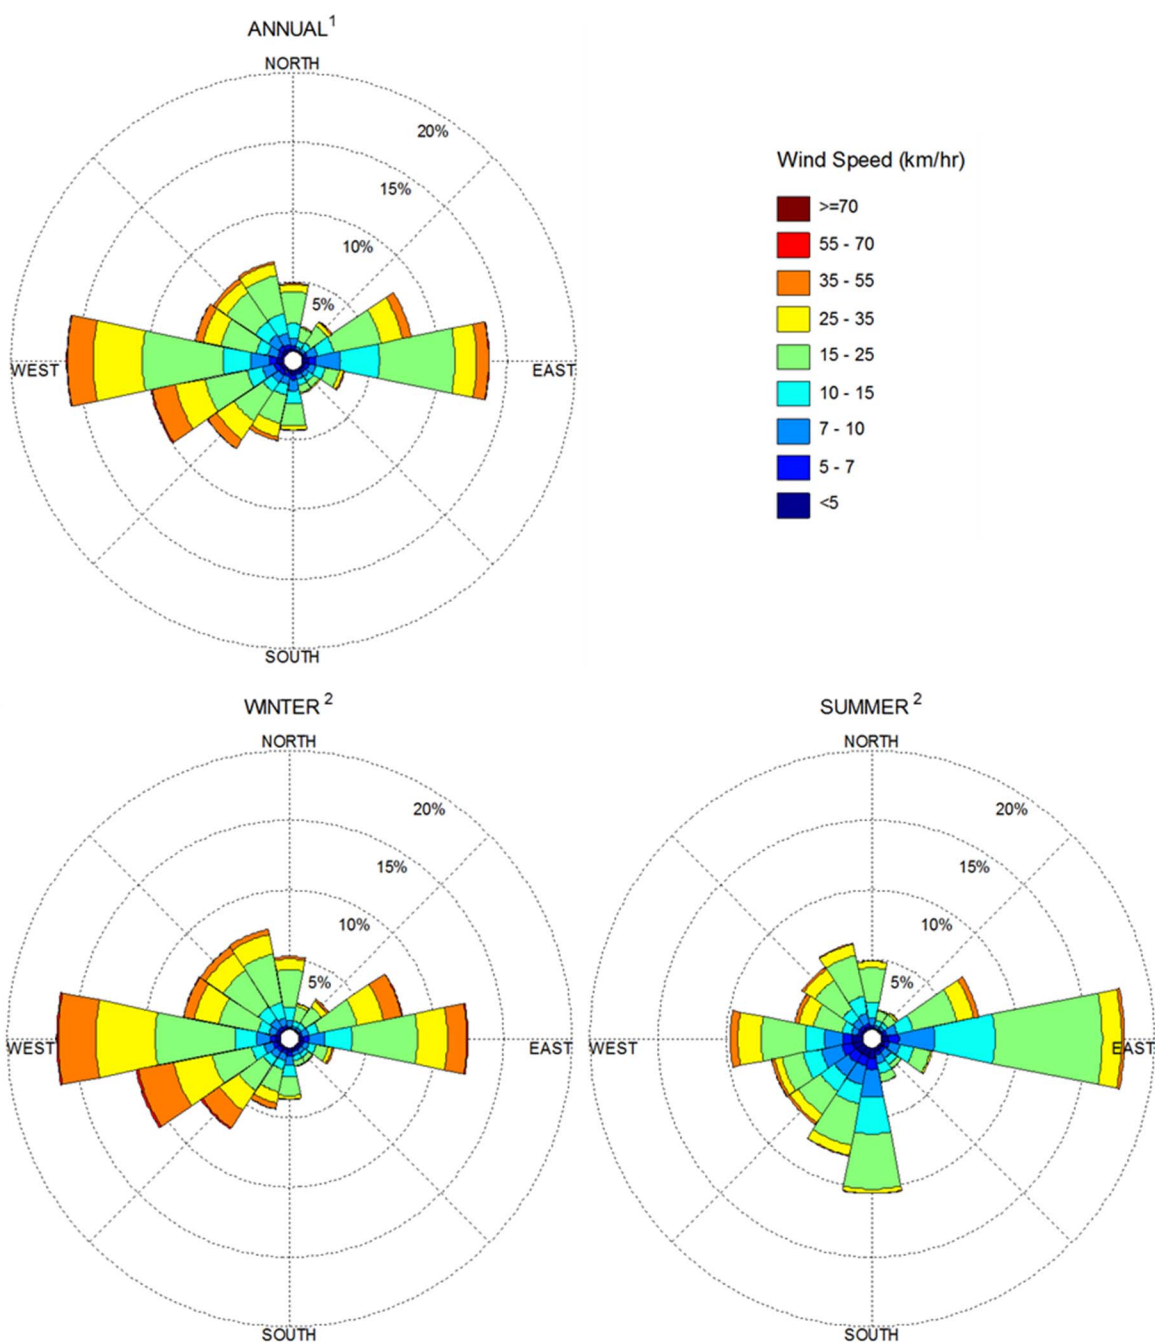 ANNUAL1
NORTH
20%
15%
10%
5%
WEST
EAST
SOUTH
Wind Speed (km/hr)
>=70
55 - 70
35 - 55
25 - 35
15 - 25
10 - 15
7 - 10
5 - 7
<5
WINTER 2
NORTH
20%
15%
10%
5%
WEST
EAST
SOUTH
SUMMER 2
NORTH
20%
15%
10%
5%
WEST
EAST
SOUTH